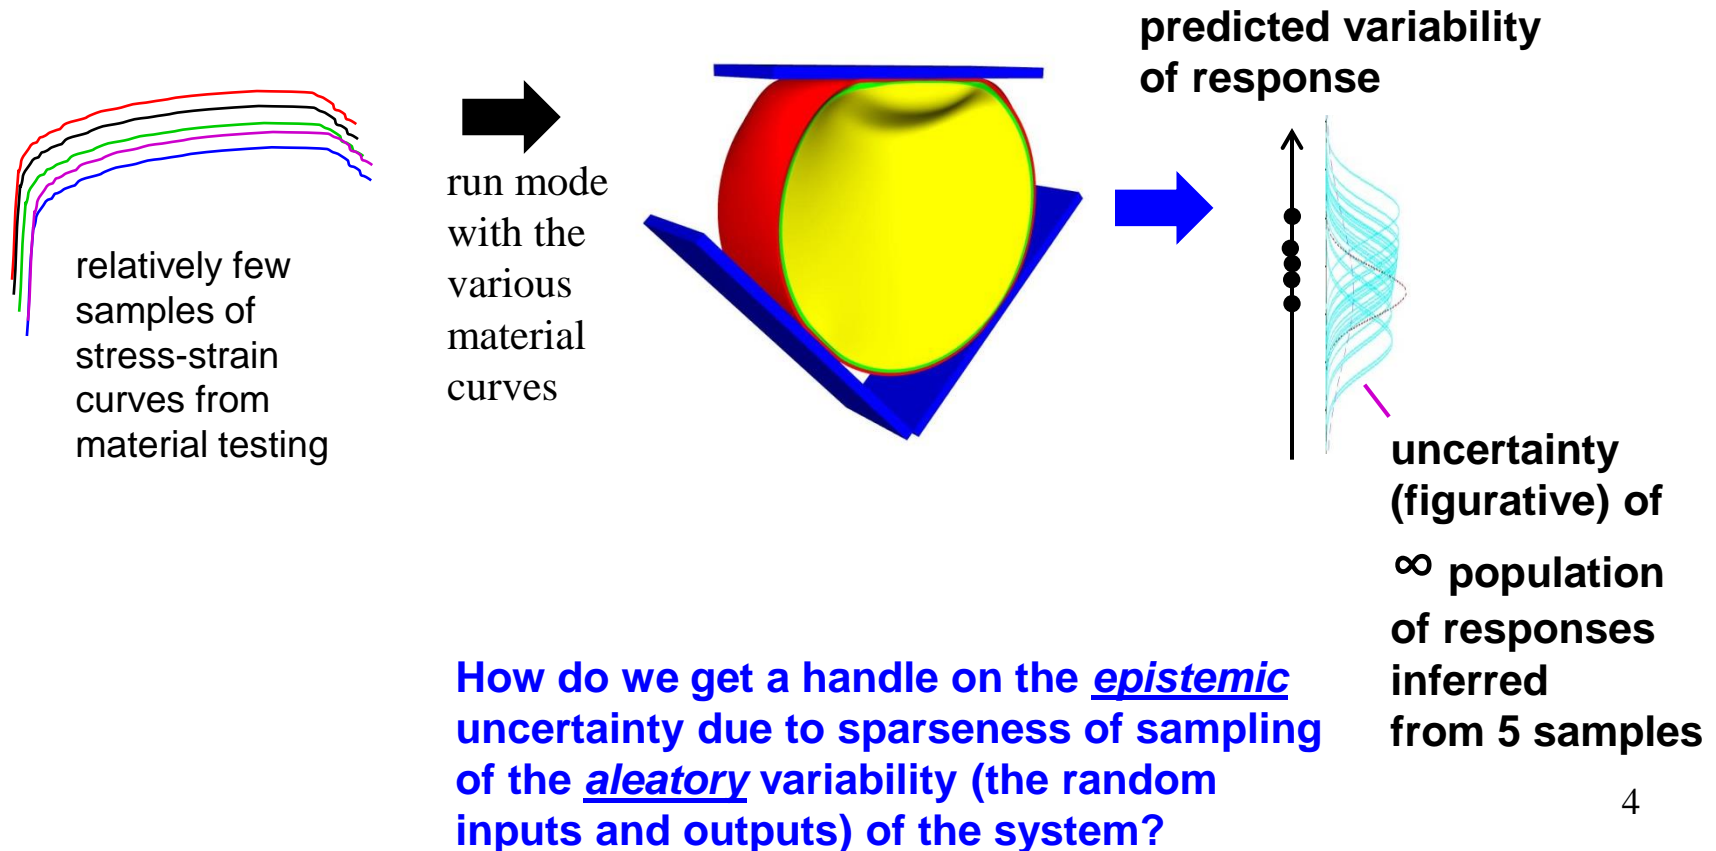 predicted variability
of response
relatively few
samples of
stress-strain
curves from
material testing
run mode
with the
various
material
curves
uncertainty
(figurative) of
∞ population
of responses
inferred
from 5 samples
How do we get a handle on the epistemic
uncertainty due to sparseness of sampling
of the aleatory variability (the random
inputs and outputs) of the system?
4